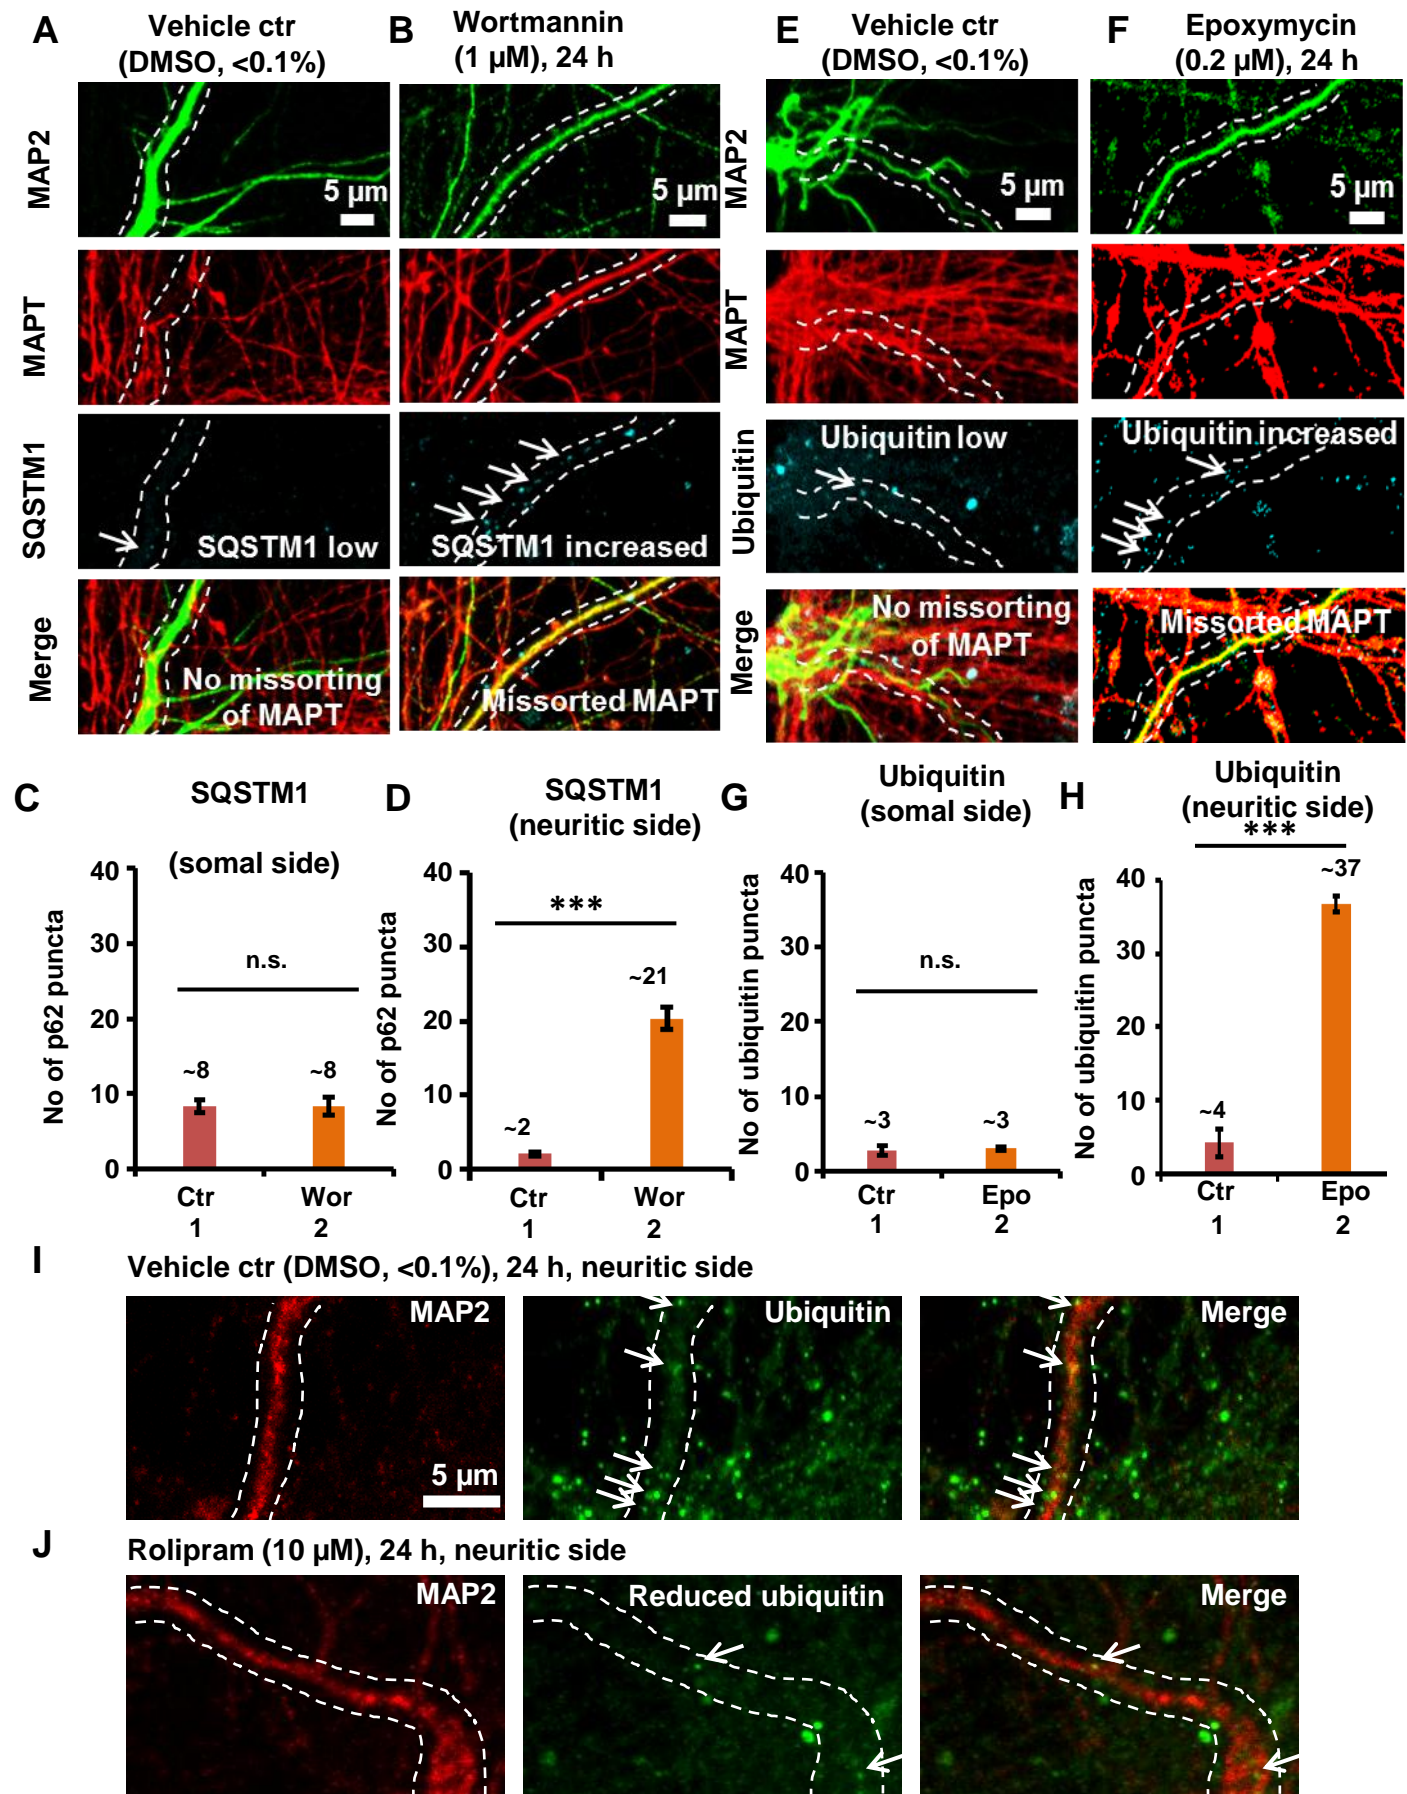 A
Vehicle ctr
(DMSO, <0.1%)
B
Wortmannin
(1 µM), 24 h
E
Vehicle ctr
(DMSO, <0.1%)
F
Epoxymycin
(0.2 µM), 24 h
MAP2
5 µm
5 µm
MAP2
5 µm
5 µm
MAPT
MAPT
SQSTM1
SQSTM1 low
SQSTM1 increased
Ubiquitin
Ubiquitin low
Ubiquitin increased
Merge
No missorting
of MAPT
Missorted MAPT
Merge
No missorting
of MAPT
Missorted MAPT
C
SQSTM1
(somal side)
No of p62 puncta
40
30
20
10
0
n.s.
~8
~8
Ctr
Wor
1
2
D
SQSTM1
(neuritic side)
No of p62 puncta
40
30
20
10
0
***
~2
~21
Ctr
Wor
1
2
G
Ubiquitin
(somal side)
No of ubiquitin puncta
40
30
20
10
0
n.s.
~3
~3
Ctr
Epo
1
2
H
Ubiquitin
(neuritic side)
***
No of ubiquitin puncta
40
30
20
10
0
~4
~37
Ctr
Epo
1
2
I
Vehicle ctr (DMSO, <0.1%), 24 h, neuritic side
MAP2
5 µm
Ubiquitin
Merge
J
Rolipram (10 µM), 24 h, neuritic side
MAP2
Reduced ubiquitin
Merge